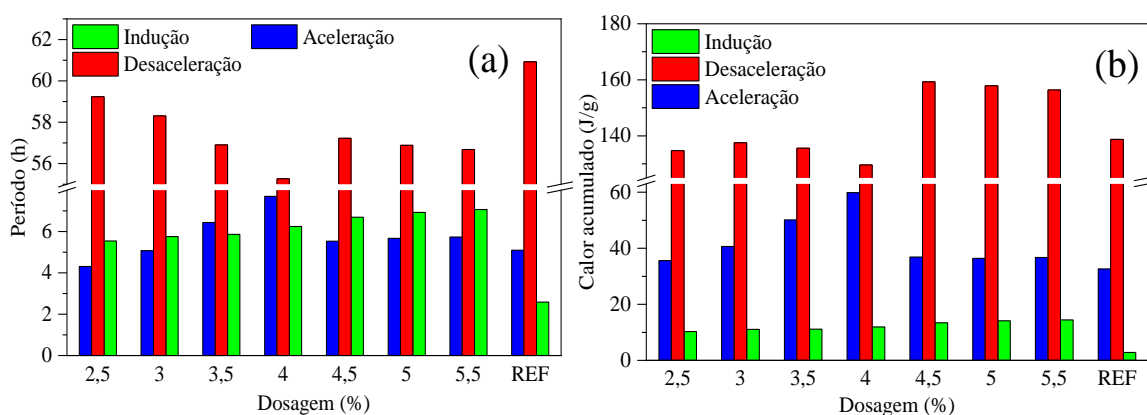 Indução
Aceleração
Desaceleração
(a)
62
60
58
56
6
4
2
0
Período (h)
2,5 3 3,5 4 4,5 5 5,5 REF
Dosagem (%)
Indução
Desaceleração
Aceleração
(b)
180
160
140
60
40
20
0
Calor acumulado (J/g)
2,5 3 3,5 4 4,5 5 5,5 REF
Dosagem (%)